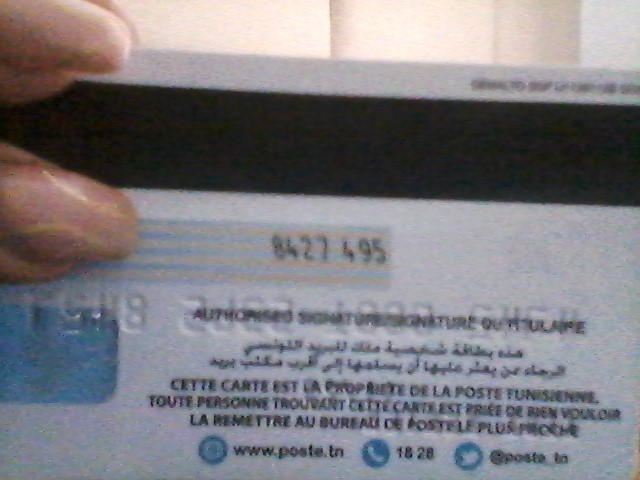 8427 495
AUTHORISED SIGNATURE/SIGNATURE DU TITULAIRE
هذه بطاقة شخصية ملك للبريد التونسي
الرجاء من يعثر عليها أن يسلمها إلى أقرب مكتب بريد
CETTE CARTE EST LA PROPRIETE DE LA POSTE TUNISIENNE.
TOUTE PERSONNE TROUVANT CETTE CARTE EST PRIÉE DE BIEN VOULOIR
LA REMETTRE AU BUREAU DE POSTE LE PLUS PROCHE
www.poste.tn 18 28 @poste_tn